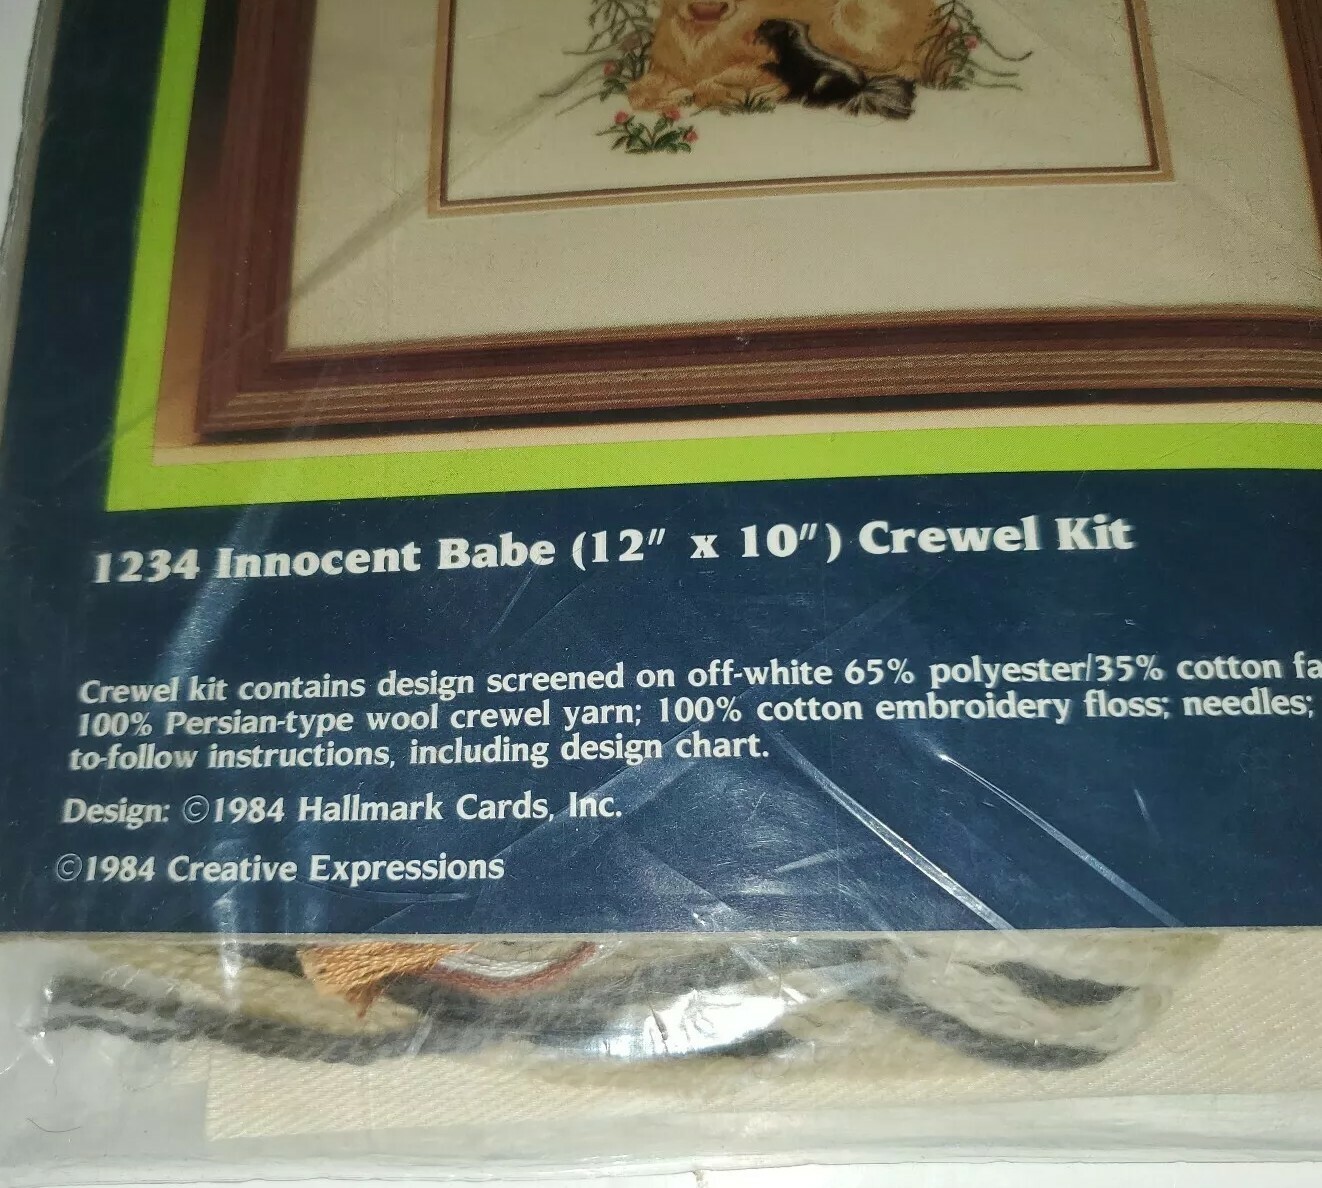 1234 Innocent Babe (12" x 10") Crewel Kit
Crewel kit contains design screened on off-white 65% polyester/35% cotton fa
100% Persian-type wool crewel yarn; 100% cotton embroidery floss; needles;
to-follow instructions, including design chart.
Design: ©1984 Hallmark Cards, Inc.
©1984 Creative Expressions